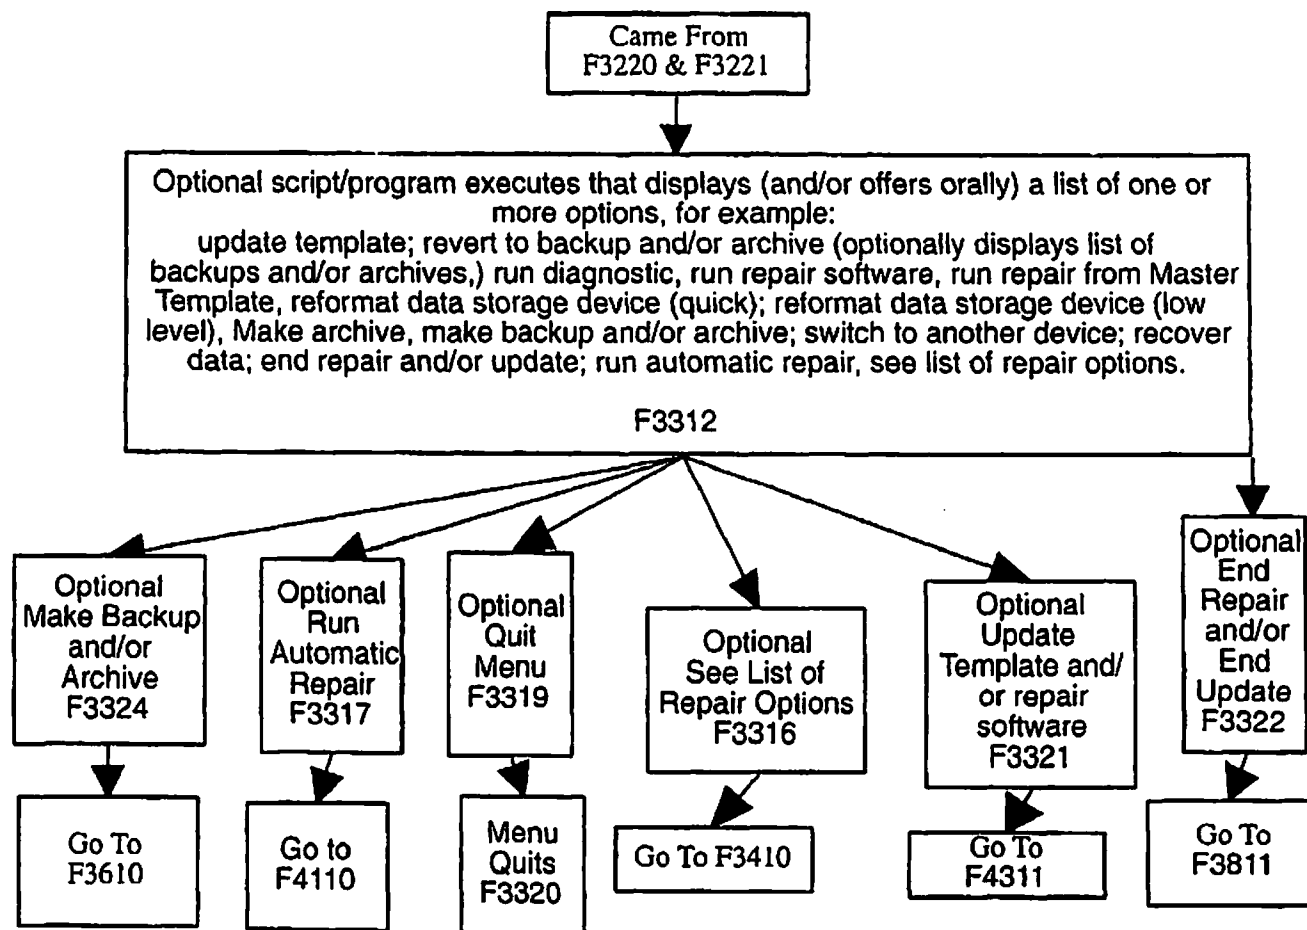 Came From
F3220 & F3221
Optional script/program executes that displays (and/or offers orally) a list of one or
more options, for example:
update template; revert to backup and/or archive (optionally displays list of
backups and/or archives,) run diagnostic, run repair software, run repair from Master
Template, reformat data storage device (quick); reformat data storage device (low
level), Make archive, make backup and/or archive; switch to another device; recover
data; end repair and/or update; run automatic repair, see list of repair options.
F3312
Optional
Make Backup
and/or
Archive
F3324
Optional
Run
Automatic
Repair
F3317
Optional
Quit
Menu
F3319
Optional
See List of
Repair Options
F3316
Optional
Update
Template and/
or repair
software
F3321
Optional
End
Repair
and/or
End
Update
F3322
Go To
F3610
Go to
F4110
Menu
Quits
F3320
Go To F3410
Go To
F4311
Go To
F3811